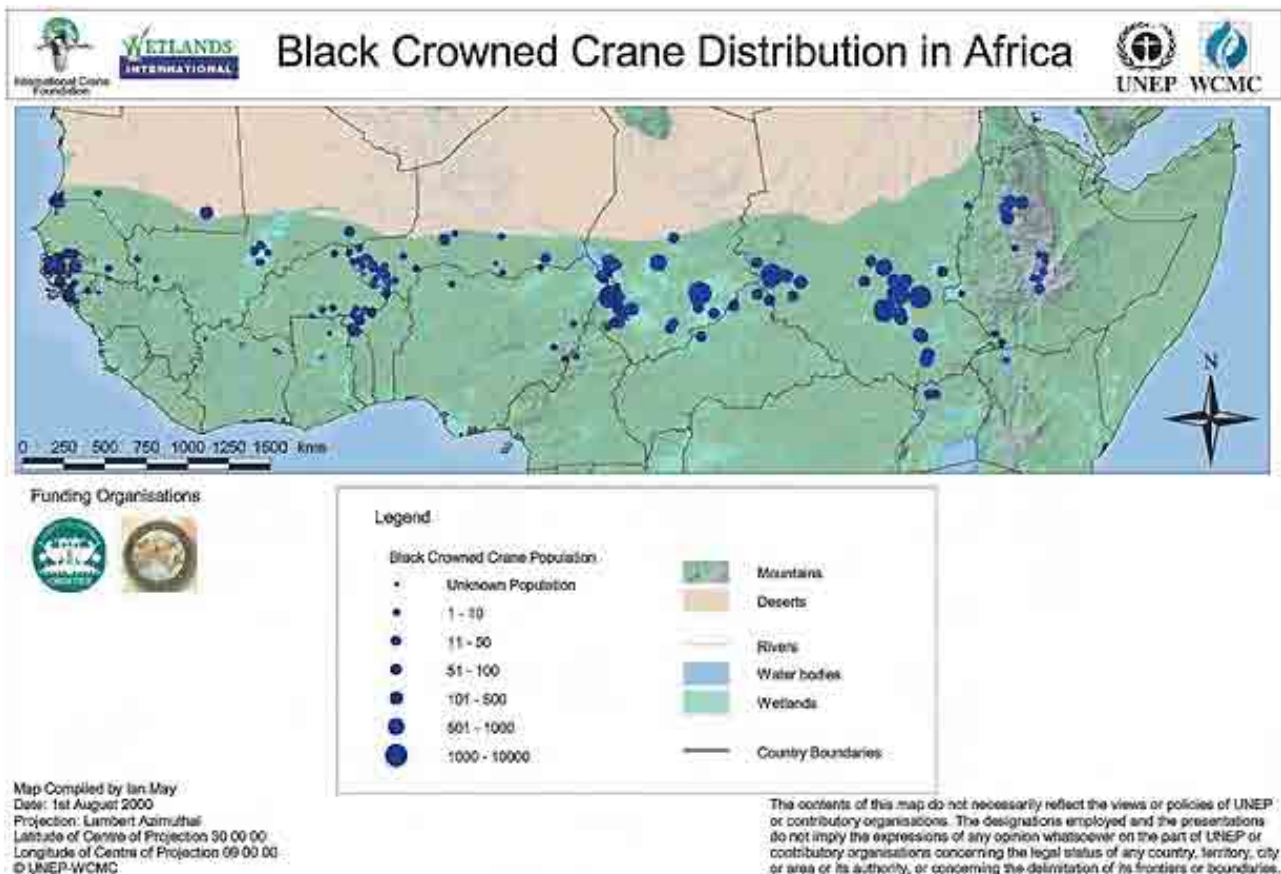 International Crane
Foundation
WETLANDS
INTERNATIONAL
Black Crowned Crane Distribution in Africa
UNEP WCMC
N
0 250 500 750 1000 1250 1500 kms
Funding Organisations
Legend
Black Crowned Crane Population
Unknown Population
1 - 10
11 - 50
51 - 100
101 - 500
501 - 1000
1000 - 10000
Mountains
Deserts
Rivers
Water bodies
Wetlands
Country Boundaries
Map Compiled by Ian May
Date: 1st August 2000
Projection: Lambert Azimuthal
Latitude of Centre of Projection 30 00 00
Longitude of Centre of Projection 09 00 00
© UNEP-WCMC
The contents of this map do not necessarily reflect the views or policies of UNEP
or contributory organisations. The designations employed and the presentations
do not imply the expressions of any opinion whatsoever on the part of UNEP or
contributory organisations concerning the legal status of any country, territory, city
or area or its authority, or concerning the delimitation of its frontiers or boundaries.